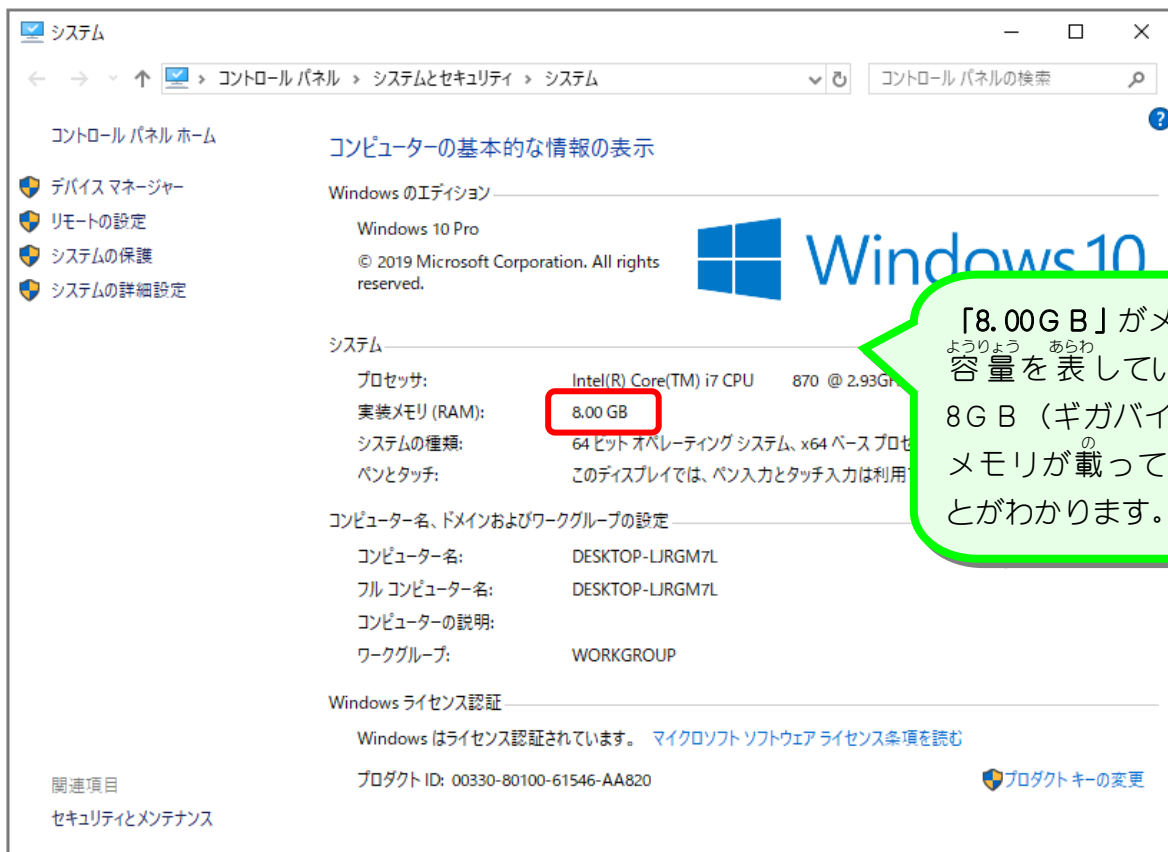 システム
コントロール パネル › システムとセキュリティ › システム
コントロール パネルの検索
コントロール パネル ホーム
デバイス マネージャー
リモートの設定
システムの保護
システムの詳細設定
コンピューターの基本的な情報の表示
Windows のエディション
Windows 10 Pro
© 2019 Microsoft Corporation. All rights
reserved.
Windows 10
システム
プロセッサ: Intel(R) Core(TM) i7 CPU 870 @ 2.93G
実装メモリ (RAM): 8.00 GB
システムの種類: 64 ビット オペレーティング システム、x64 ベース プロセ
ペンとタッチ: このディスプレイでは、ペン入力とタッチ入力は利用
「8.00GB」がメ
ようりょう あらわ
容量を表してい
8GB（ギガバイ
の
メモリが載って
とがわかります。
コンピューター名、ドメインおよびワークグループの設定
コンピューター名: DESKTOP-LJRGM7L
フル コンピューター名: DESKTOP-LJRGM7L
コンピューターの説明:
ワークグループ: WORKGROUP
Windows ライセンス認証
Windows はライセンス認証されています。 マイクロソフト ソフトウェア ライセンス条項を読む
プロダクト ID: 00330-80100-61546-AA820
プロダクト キーの変更
関連項目
セキュリティとメンテナンス